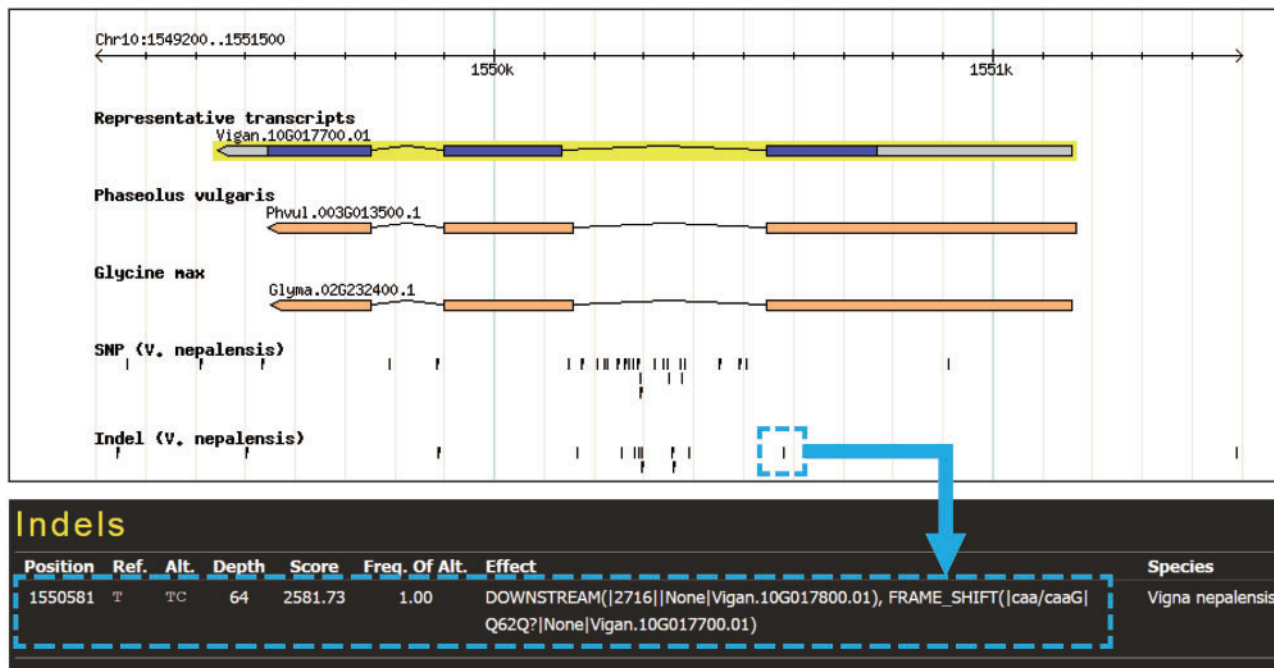 Chr10:1549200..1551500
1550k 1551k
Representative transcripts
Vigan.10G017700.01
Phaseolus vulgaris
Phvul.003G013500.1
Glycine max
Glyma.02G232400.1
SNP (V. nepalensis)
Indel (V. nepalensis)
Indels
Position Ref. Alt. Depth Score Freq. Of Alt. Effect Species
1550581 T TC 64 2581.73 1.00 DOWNSTREAM(|2716||None|Vigan.10G017800.01), FRAME_SHIFT(|caa/caaG| Vigna nepalensis
Q62Q?|None|Vigan.10G017700.01)